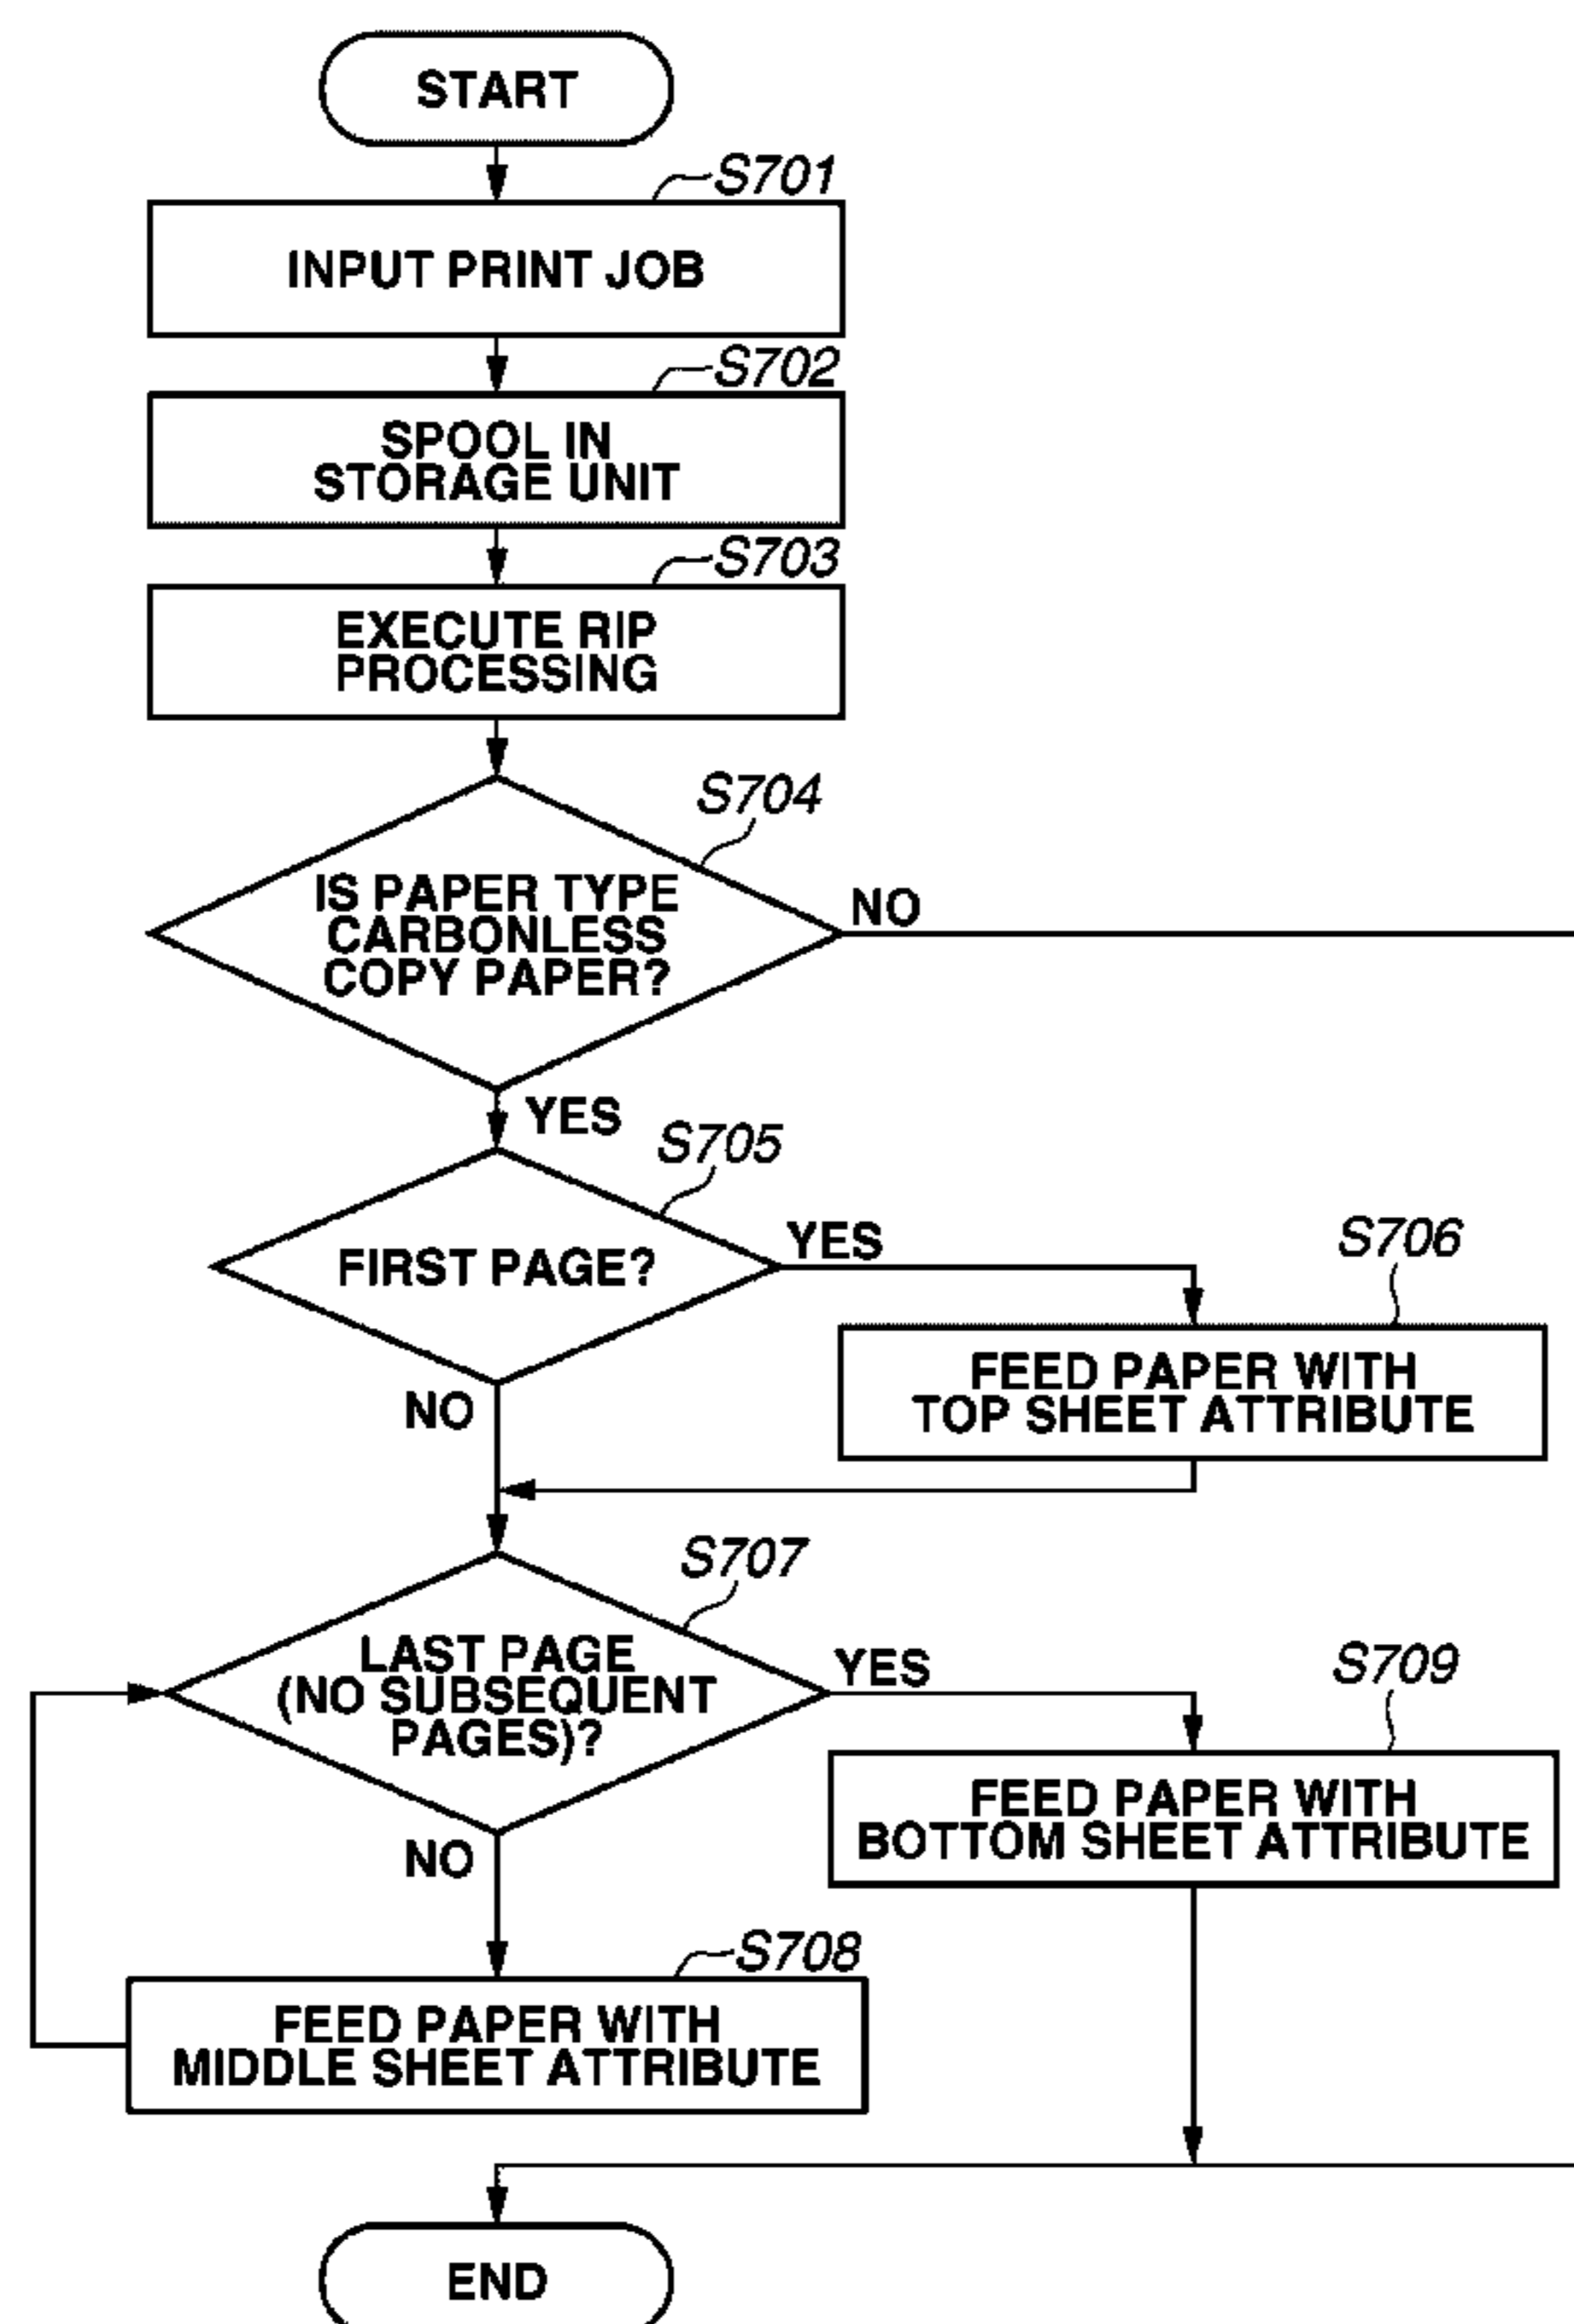 START
S701
INPUT PRINT JOB
S702
SPOOL IN
STORAGE UNIT
S703
EXECUTE RIP
PROCESSING
S704
IS PAPER TYPE
CARBONLESS
COPY PAPER?
NO
YES
S705
FIRST PAGE?
YES
S706
FEED PAPER WITH
TOP SHEET ATTRIBUTE
NO
S707
LAST PAGE
(NO SUBSEQUENT
PAGES)?
YES
S709
FEED PAPER WITH
BOTTOM SHEET ATTRIBUTE
NO
S708
FEED PAPER WITH
MIDDLE SHEET ATTRIBUTE
END